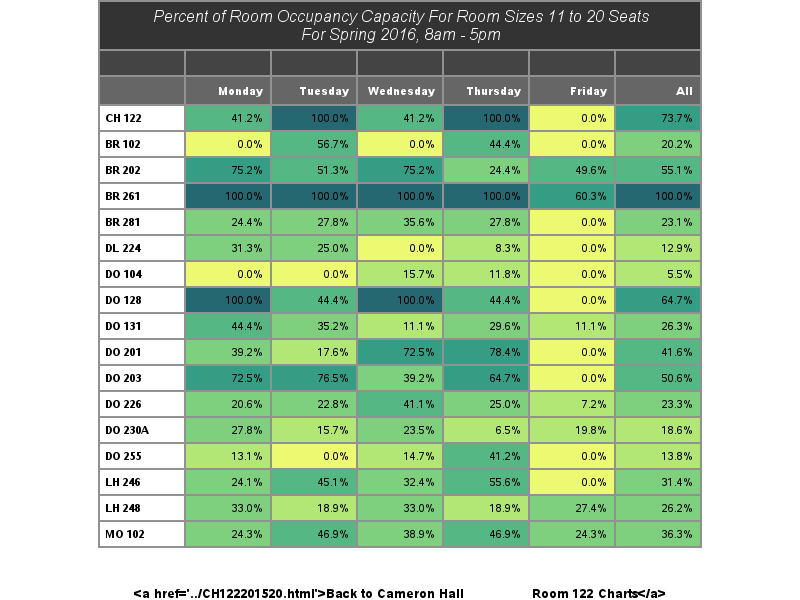 Percent of Room Occupancy Capacity For Room Sizes 11 to 20 Seats
For Spring 2016, 8am - 5pm
Monday Tuesday Wednesday Thursday Friday All
CH 122 41.2% 100.0% 41.2% 100.0% 0.0% 73.7%
BR 102 0.0% 56.7% 0.0% 44.4% 0.0% 20.2%
BR 202 75.2% 51.3% 75.2% 24.4% 49.6% 55.1%
BR 261 100.0% 100.0% 100.0% 100.0% 60.3% 100.0%
BR 281 24.4% 27.8% 35.6% 27.8% 0.0% 23.1%
DL 224 31.3% 25.0% 0.0% 8.3% 0.0% 12.9%
DO 104 0.0% 0.0% 15.7% 11.8% 0.0% 5.5%
DO 128 100.0% 44.4% 100.0% 44.4% 0.0% 64.7%
DO 131 44.4% 35.2% 11.1% 29.6% 11.1% 26.3%
DO 201 39.2% 17.6% 72.5% 78.4% 0.0% 41.6%
DO 203 72.5% 76.5% 39.2% 64.7% 0.0% 50.6%
DO 226 20.6% 22.8% 41.1% 25.0% 7.2% 23.3%
DO 230A 27.8% 15.7% 23.5% 6.5% 19.8% 18.6%
DO 255 13.1% 0.0% 14.7% 41.2% 0.0% 13.8%
LH 246 24.1% 45.1% 32.4% 55.6% 0.0% 31.4%
LH 248 33.0% 18.9% 33.0% 18.9% 27.4% 26.2%
MO 102 24.3% 46.9% 38.9% 46.9% 24.3% 36.3%
<a href='../CH122201520.html'>Back to Cameron Hall Room 122 Charts</a>